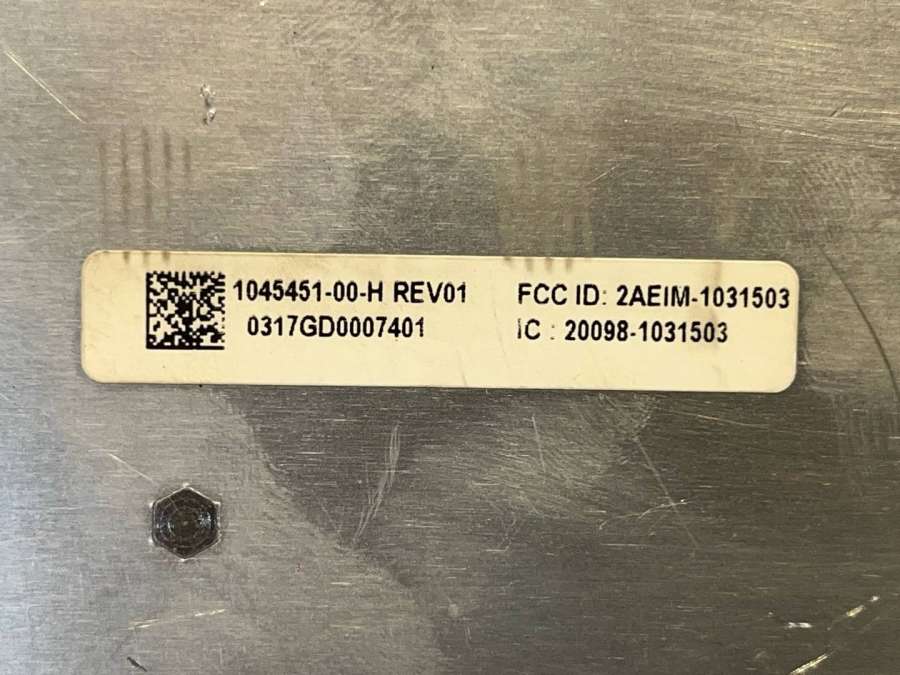 1045451-00-H REV01
0317GD0007401
FCC ID: 2AEIM-1031503
IC : 20098-1031503